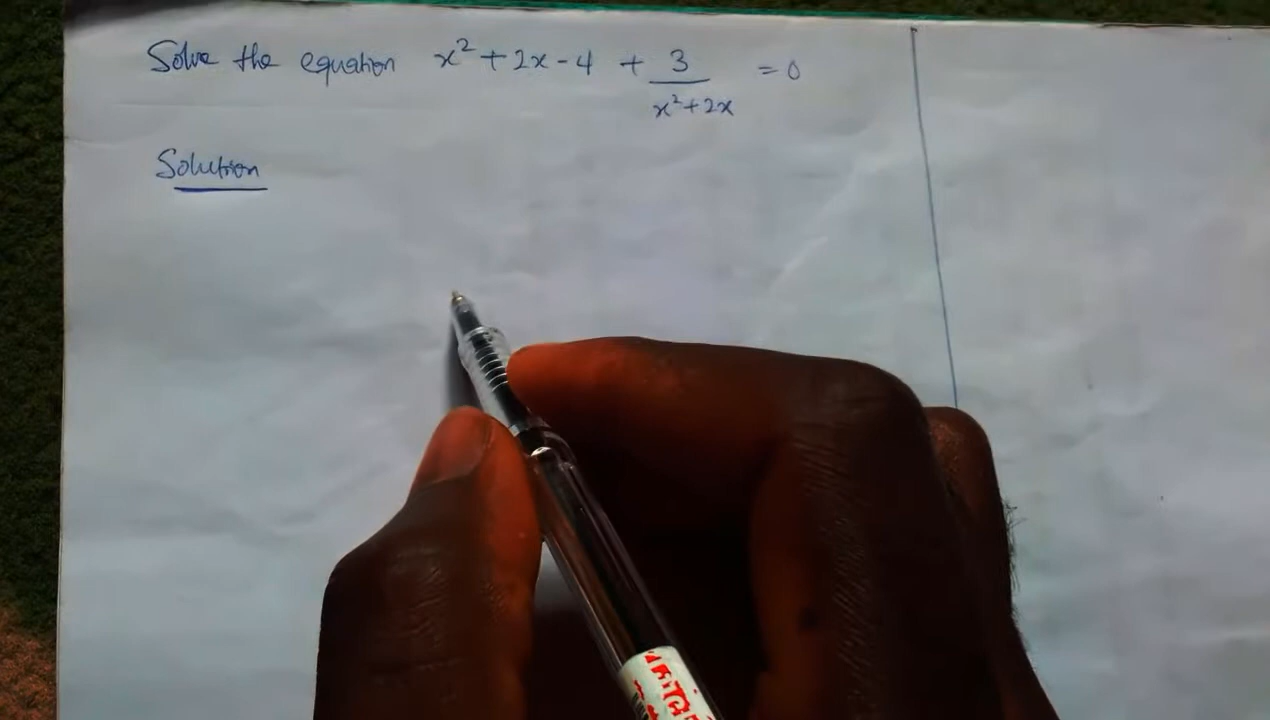 Solve the equation x² + 2x - 4 + 3/(x² + 2x) = 0
Solution